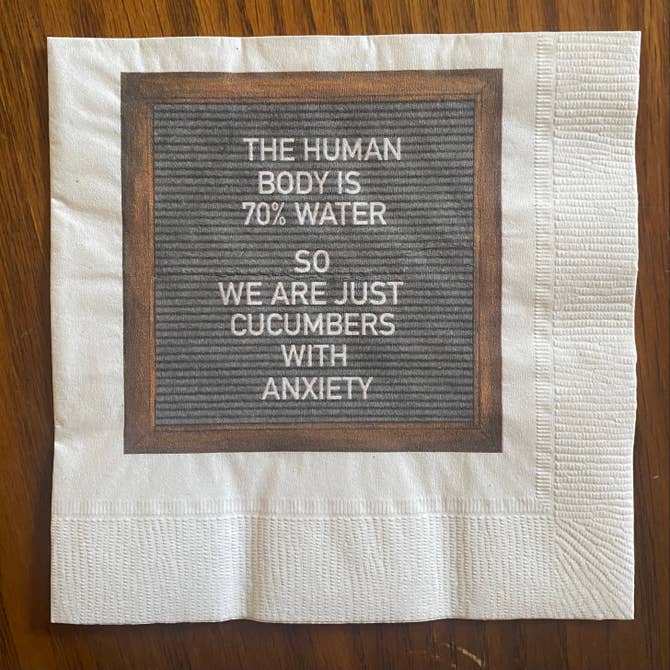 THE HUMAN
BODY IS
70% WATER
SO
WE ARE JUST
CUCUMBERS
WITH
ANXIETY